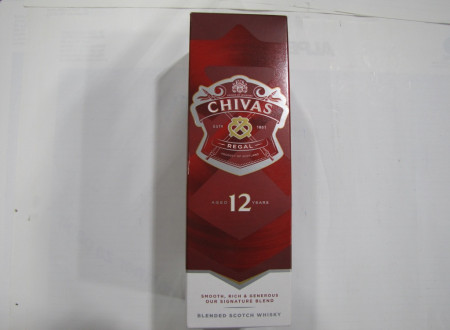 CHIVAS
ESTD 1801
REGAL
AGED 12 YEARS
SMOOTH, RICH & GENEROUS
OUR SIGNATURE BLEND
BLENDED SCOTCH WHISKY